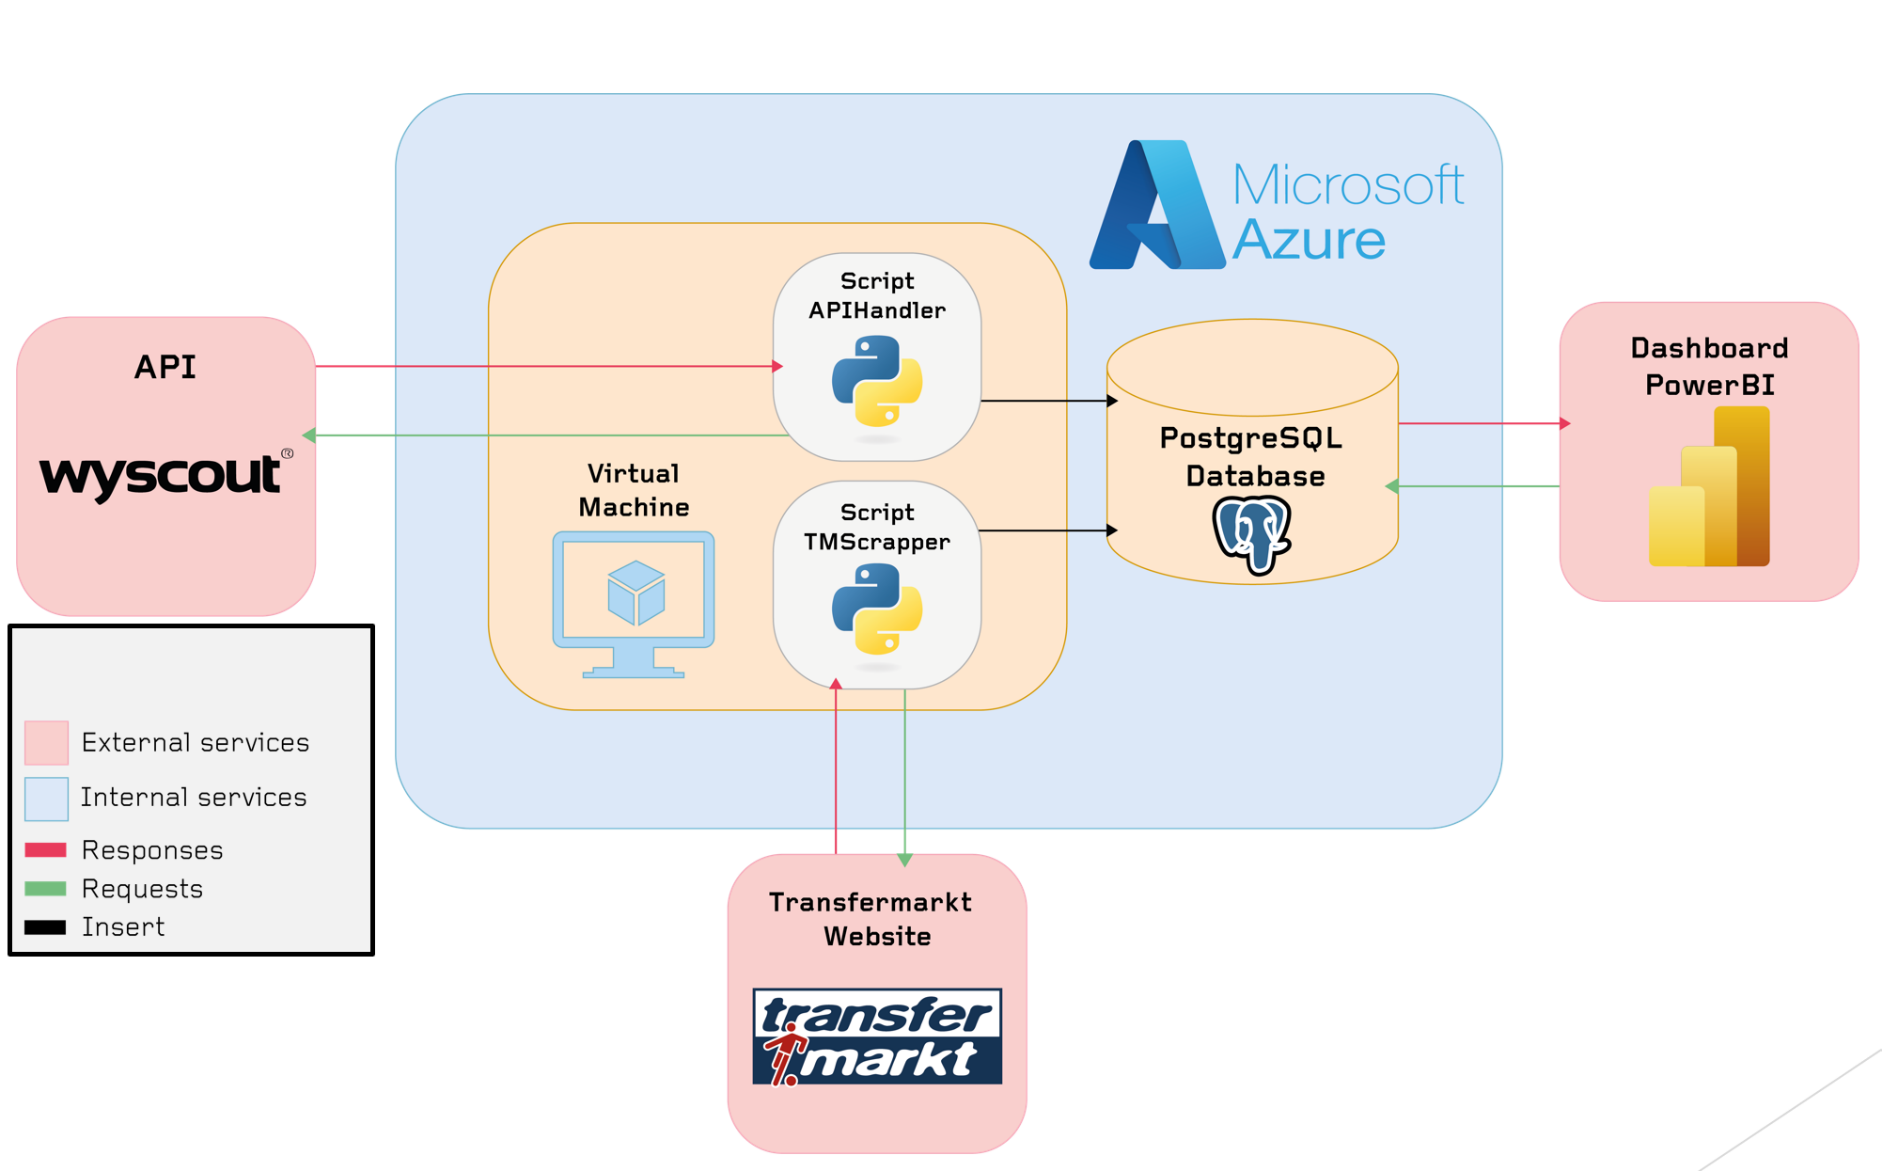 Microsoft
Azure
Script
APIHandler
API
wyscout®
Virtual
Machine
Script
TMScrapper
PostgreSQL
Database
Dashboard
PowerBI
External services
Internal services
Responses
Requests
Insert
Transfermarkt
Website
transfer
markt